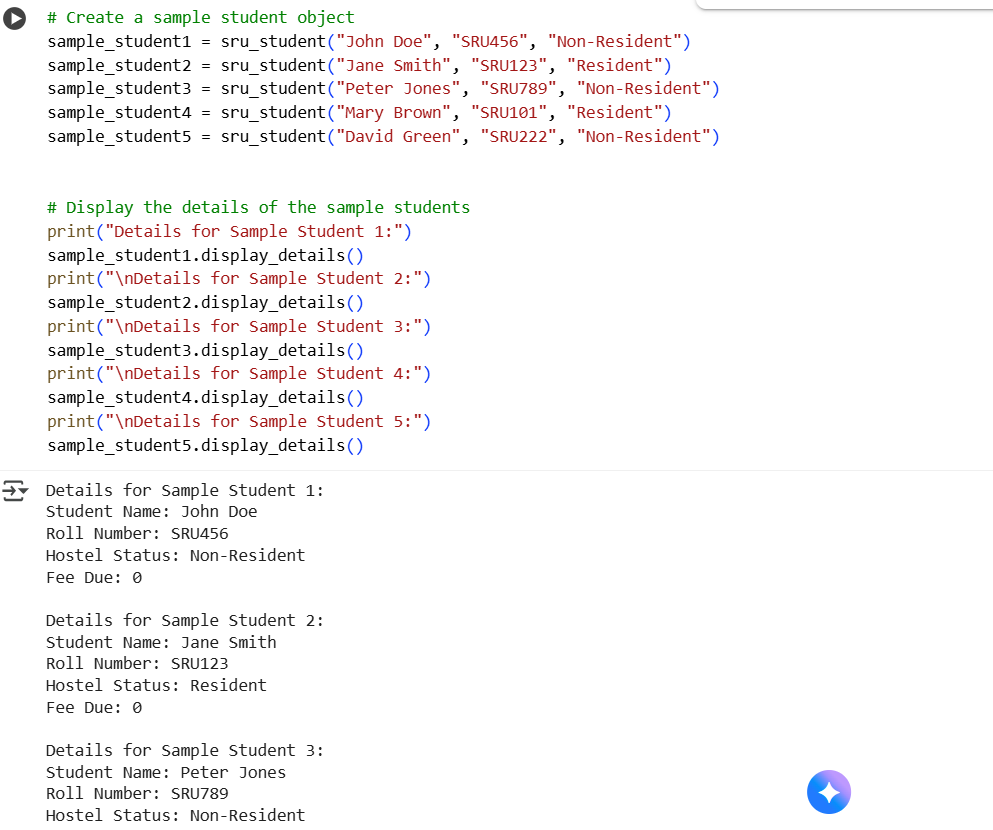 # Create a sample student object
sample_student1 = sru_student("John Doe", "SRU456", "Non-Resident")
sample_student2 = sru_student("Jane Smith", "SRU123", "Resident")
sample_student3 = sru_student("Peter Jones", "SRU789", "Non-Resident")
sample_student4 = sru_student("Mary Brown", "SRU101", "Resident")
sample_student5 = sru_student("David Green", "SRU222", "Non-Resident")
# Display the details of the sample students
print("Details for Sample Student 1:")
sample_student1.display_details()
print("\nDetails for Sample Student 2:")
sample_student2.display_details()
print("\nDetails for Sample Student 3:")
sample_student3.display_details()
print("\nDetails for Sample Student 4:")
sample_student4.display_details()
print("\nDetails for Sample Student 5:")
sample_student5.display_details()
Details for Sample Student 1:
Student Name: John Doe
Roll Number: SRU456
Hostel Status: Non-Resident
Fee Due: 0
Details for Sample Student 2:
Student Name: Jane Smith
Roll Number: SRU123
Hostel Status: Resident
Fee Due: 0
Details for Sample Student 3:
Student Name: Peter Jones
Roll Number: SRU789
Hostel Status: Non-Resident